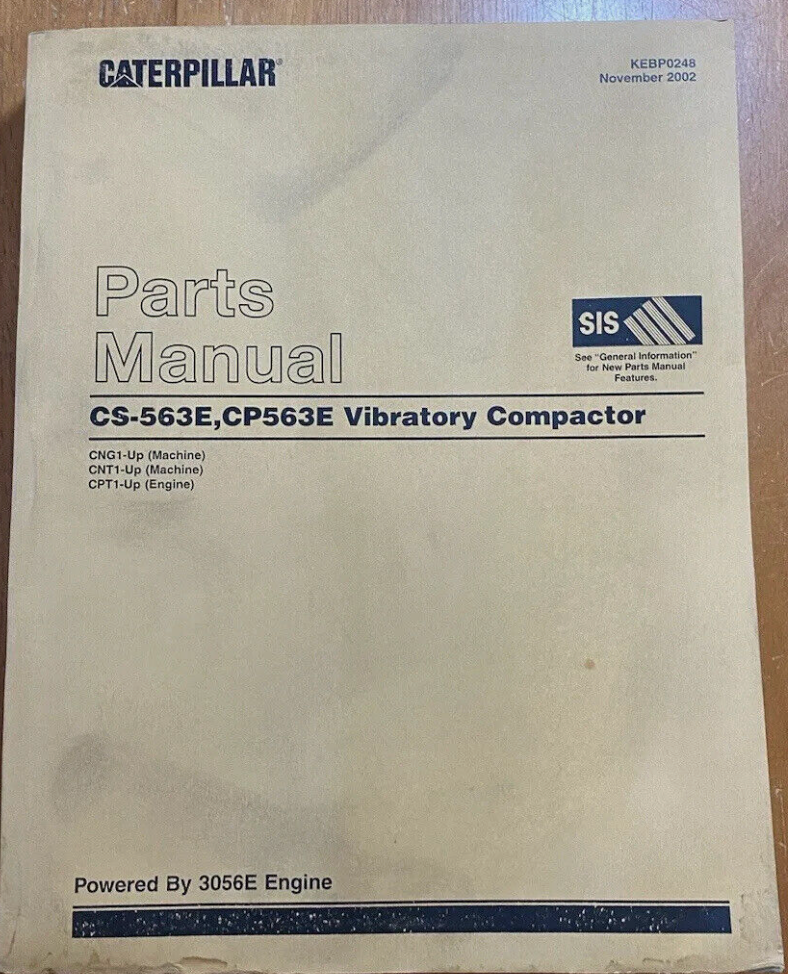 CATERPILLAR®
KEBP0248
November 2002
Parts
Manual
SIS
See "General Information"
for New Parts Manual
Features.
CS-563E,CP563E Vibratory Compactor
CNG1-Up (Machine)
CNT1-Up (Machine)
CPT1-Up (Engine)
Powered By 3056E Engine